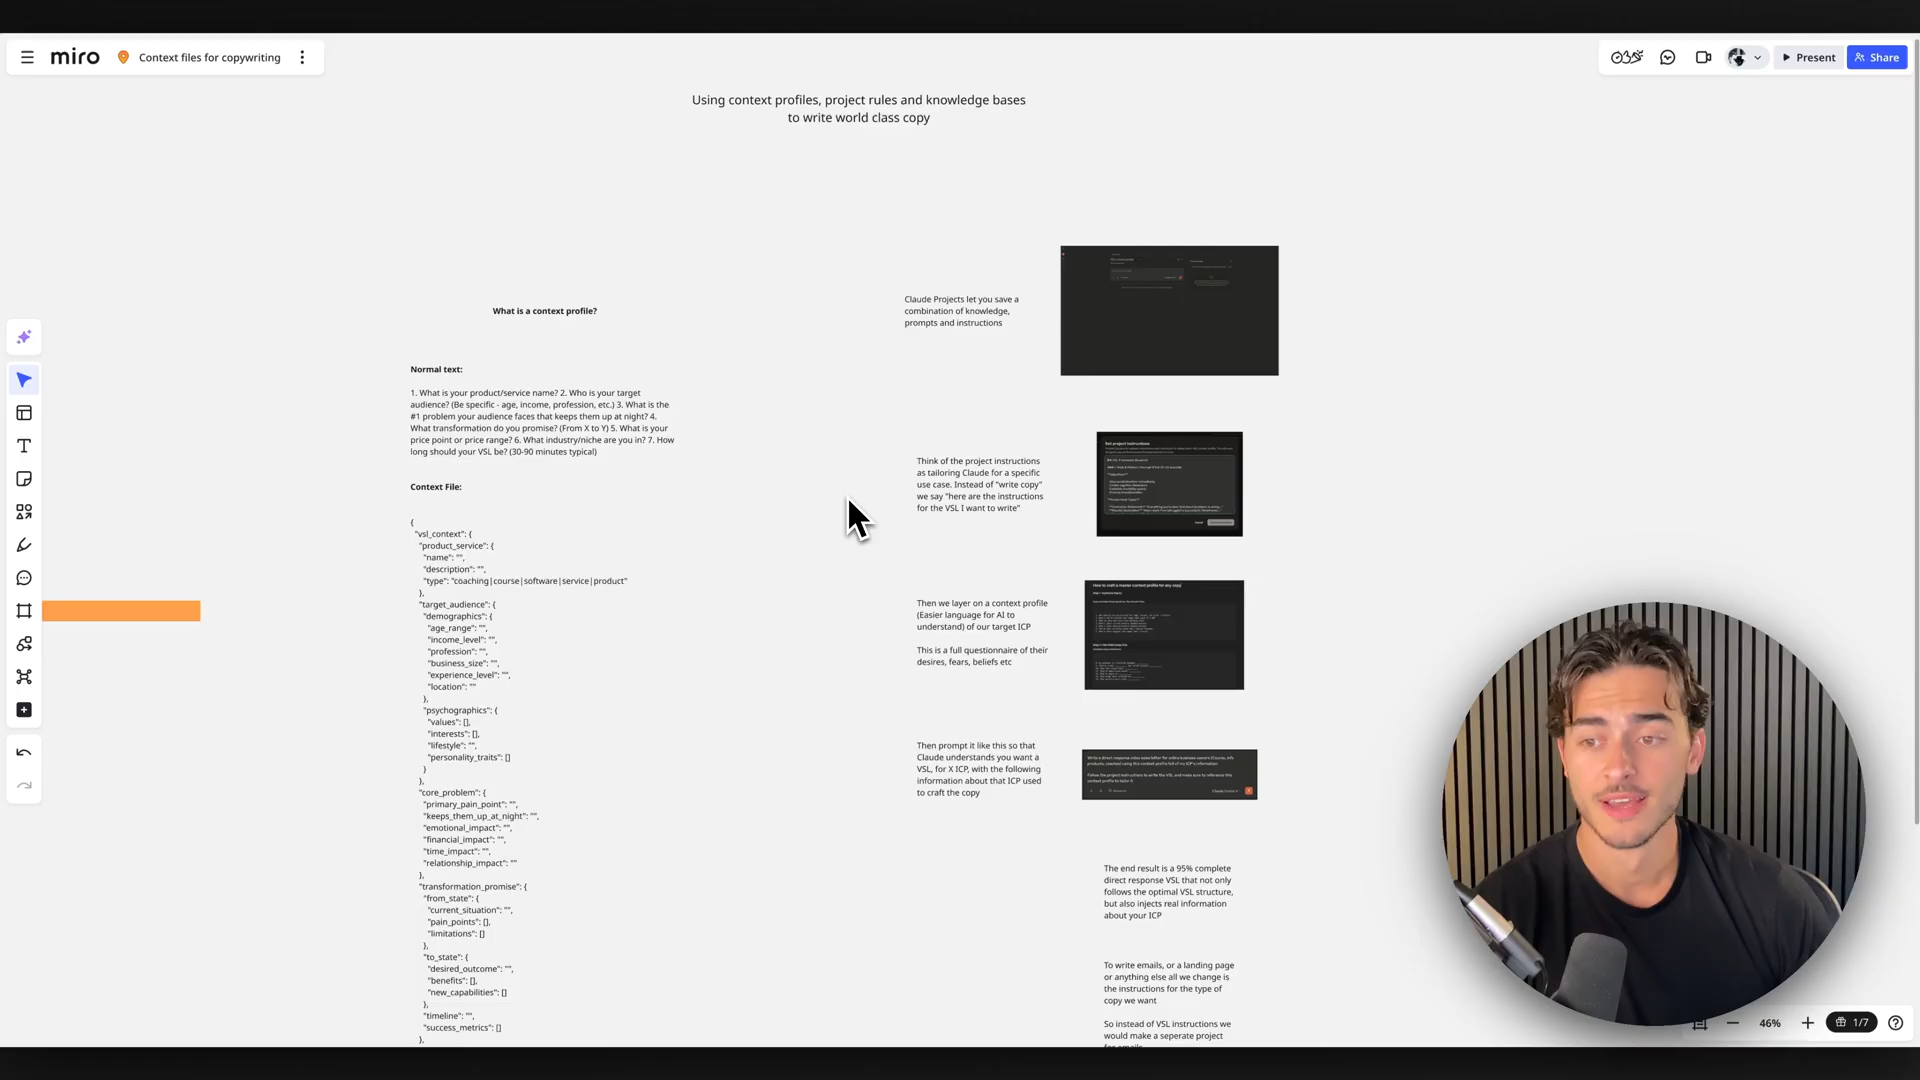 miro
Context files for copywriting
Present
Share
Using context profiles, project rules and knowledge bases
to write world class copy
What is a context profile?
Normal text:
1. What is your product/service name? 2. Who is your target
audience? (Be specific - age, income, profession, etc.) 3. What is the
#1 problem your audience faces that keeps them up at night? 4.
What transformation do you promise? (From X to Y) 5. What is your
price point or price range? 6. What industry/niche are you in? 7. How
long should your VSL be? (30-90 minutes typical)
Context File:
{
"vsl_context": {
"product_service": {
"name": "",
"description": "",
"type": "coaching|course|software|service|product"
},
"target_audience": {
"demographics": {
"age_range": "",
"income_level": "",
"profession": "",
"business_size": "",
"experience_level": "",
"location": ""
},
"psychographics": {
"values": [],
"interests": [],
"lifestyle": "",
"personality_traits": []
}
},
"core_problem": {
"primary_pain_point": "",
"keeps_them_up_at_night": "",
"emotional_impact": "",
"financial_impact": "",
"time_impact": "",
"relationship_impact": ""
},
"transformation_promise": {
"from_state": {
"current_situation": "",
"pain_points": [],
"limitations": []
},
"to_state": {
"desired_outcome": "",
"benefits": [],
"new_capabilities": []
},
"timeline": "",
"success_metrics": []
},
Claude Projects let you save a
combination of knowledge,
prompts and instructions
Think of the project instructions
as tailoring Claude for a specific
use case. Instead of "write copy"
we say "here are the instructions
for the VSL I want to write"
Set project instructions
Then we layer on a context profile
(Easier language for AI to
understand) of our target ICP
This is a full questionnaire of their
desires, fears, beliefs etc
How to craft a master context profile for any copy
Then prompt it like this so that
Claude understands you want a
VSL, for X ICP, with the following
information about that ICP used
to craft the copy
The end result is a 95% complete
direct response VSL that not only
follows the optimal VSL structure,
but also injects real information
about your ICP
To write emails, or a landing page
or anything else all we change is
the instructions for the type of
copy we want
So instead of VSL instructions we
would make a seperate project
46%
1/7